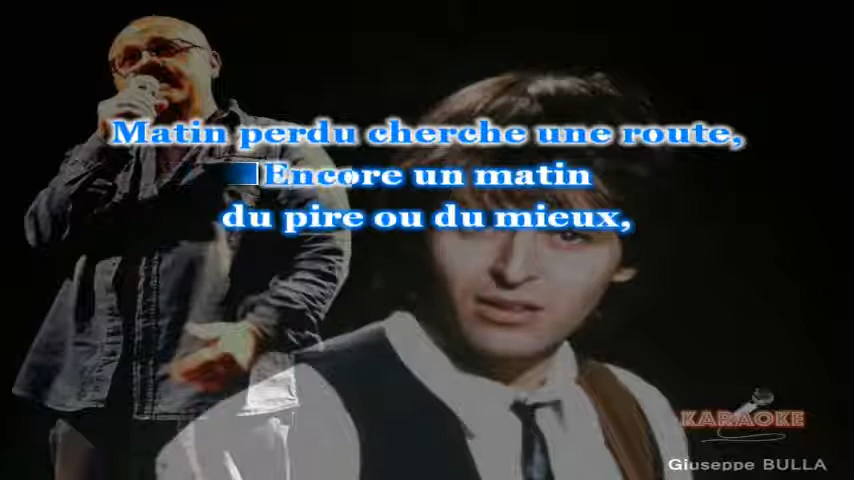 Matin perdu cherche une route,
Encore un matin
du pire ou du mieux,
KARAOKE
Giuseppe BULLA